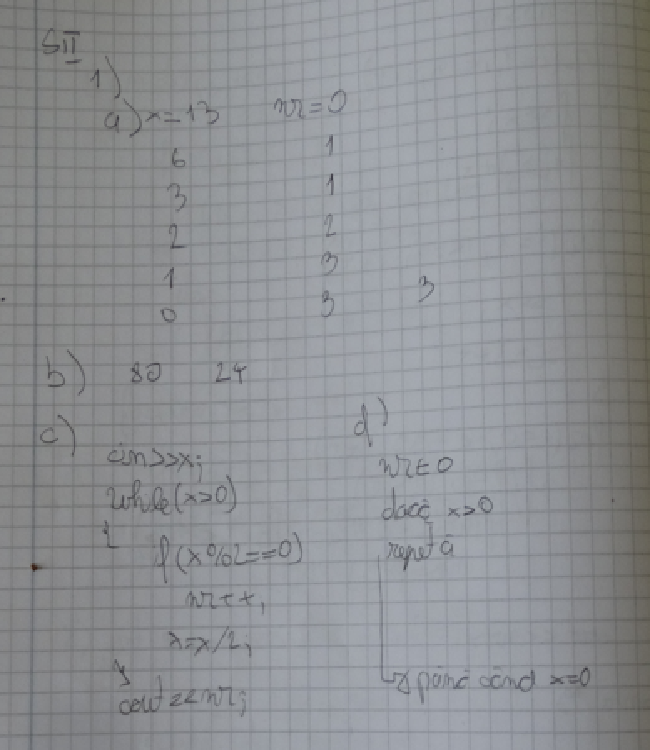 SII
1)
a) x=13 nr=0
6 1
3 1
2 2
1 3
0 3 3
b) 80 24
c)
cin>>x;
while(x>0)
{
if(x%2==0)
nr++;
x=x/2;
}
cout<<nr;
d)
nr←0
dacă x>0
repetă
până când x=0